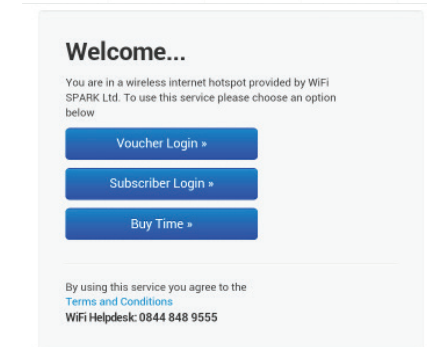 Welcome...
You are in a wireless internet hotspot provided by WiFi
SPARK Ltd. To use this service please choose an option
below
Voucher Login »
Subscriber Login »
Buy Time »
By using this service you agree to the
Terms and Conditions
WiFi Helpdesk: 0844 848 9555